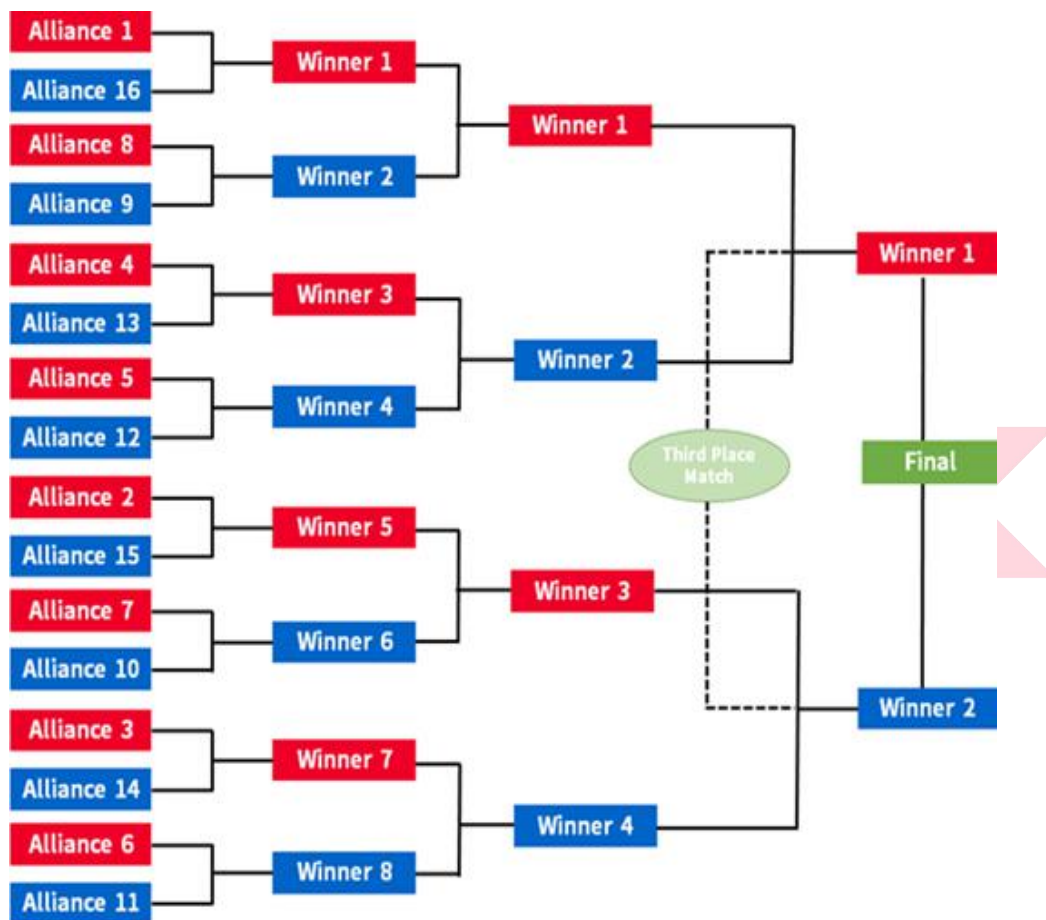 Alliance 1
Alliance 16
Alliance 8
Alliance 9
Alliance 4
Alliance 13
Alliance 5
Alliance 12
Alliance 2
Alliance 15
Alliance 7
Alliance 10
Alliance 3
Alliance 14
Alliance 6
Alliance 11
Winner 1
Winner 2
Winner 3
Winner 4
Winner 5
Winner 6
Winner 7
Winner 8
Winner 1
Winner 2
Winner 3
Winner 4
Third Place
Match
Winner 1
Final
Winner 2